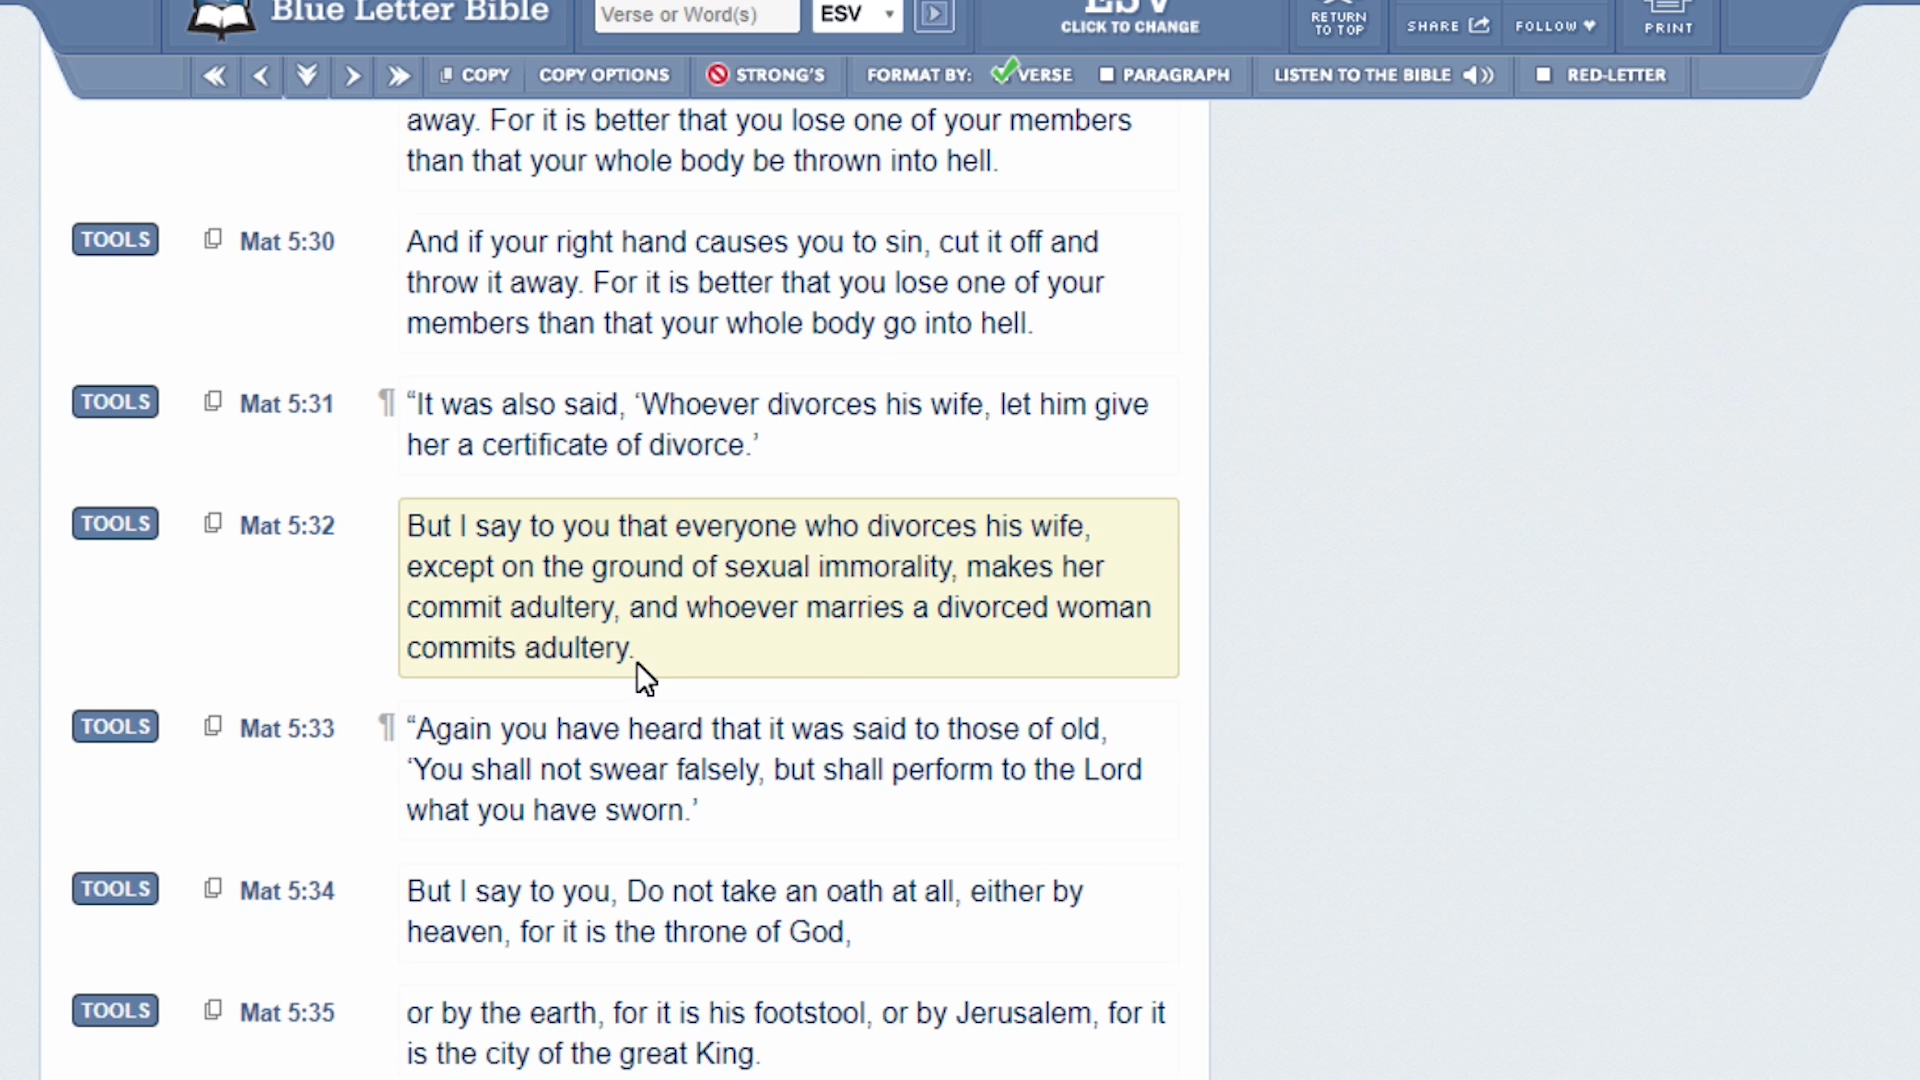 Blue Letter Bible
Verse or Word(s)
ESV
ESV
CLICK TO CHANGE
RETURN
TO TOP
SHARE
FOLLOW
PRINT
COPY
COPY OPTIONS
STRONG'S
FORMAT BY:
VERSE
PARAGRAPH
LISTEN TO THE BIBLE
RED-LETTER
away. For it is better that you lose one of your members
than that your whole body be thrown into hell.
TOOLS
Mat 5:30
And if your right hand causes you to sin, cut it off and
throw it away. For it is better that you lose one of your
members than that your whole body go into hell.
TOOLS
Mat 5:31
¶ “It was also said, ‘Whoever divorces his wife, let him give
her a certificate of divorce.’
TOOLS
Mat 5:32
But I say to you that everyone who divorces his wife,
except on the ground of sexual immorality, makes her
commit adultery, and whoever marries a divorced woman
commits adultery.
TOOLS
Mat 5:33
¶ “Again you have heard that it was said to those of old,
‘You shall not swear falsely, but shall perform to the Lord
what you have sworn.’
TOOLS
Mat 5:34
But I say to you, Do not take an oath at all, either by
heaven, for it is the throne of God,
TOOLS
Mat 5:35
or by the earth, for it is his footstool, or by Jerusalem, for it
is the city of the great King.